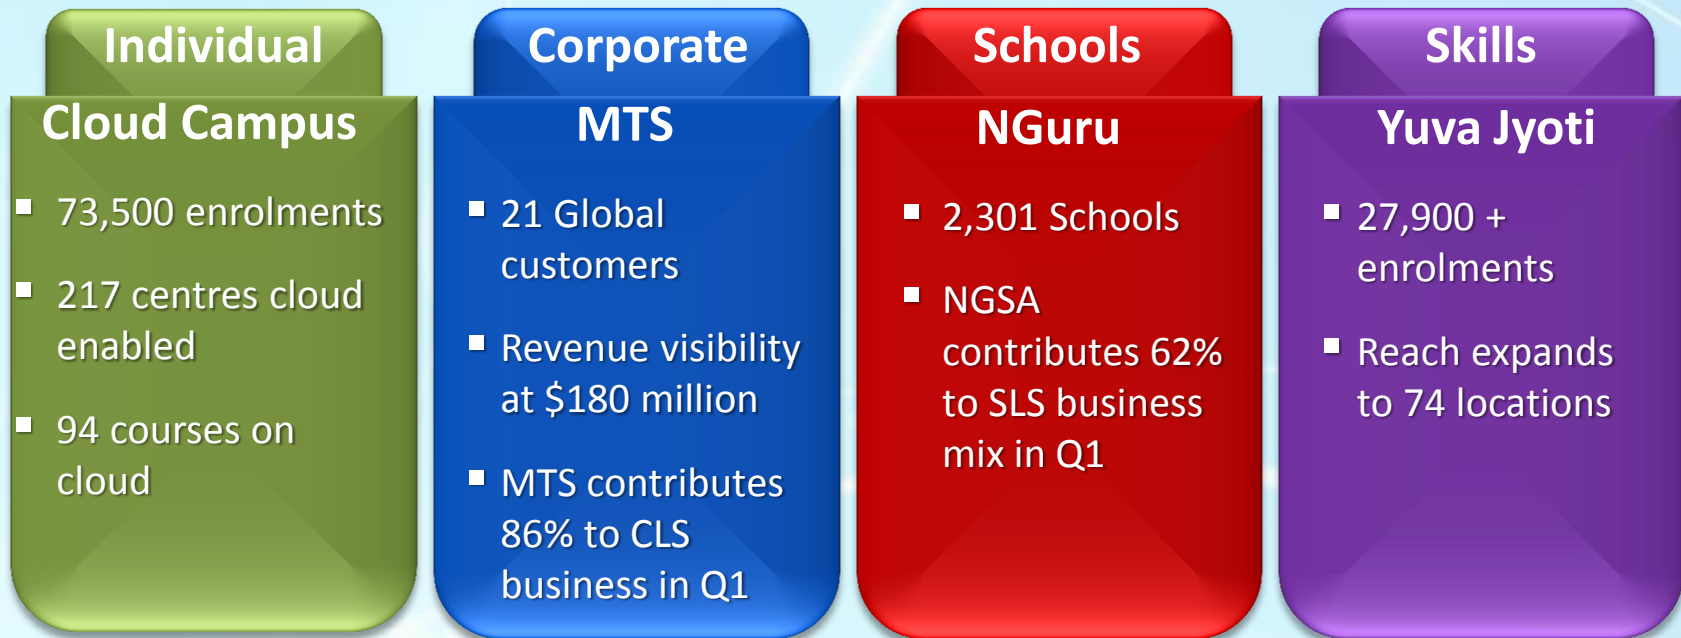 Individual
Cloud Campus
▪ 73,500 enrolments
▪ 217 centres cloud
enabled
▪ 94 courses on
cloud
Corporate
MTS
▪ 21 Global
customers
▪ Revenue visibility
at $180 million
▪ MTS contributes
86% to CLS
business in Q1
Schools
NGuru
▪ 2,301 Schools
▪ NGSA
contributes 62%
to SLS business
mix in Q1
Skills
Yuva Jyoti
▪ 27,900 +
enrolments
▪ Reach expands
to 74 locations